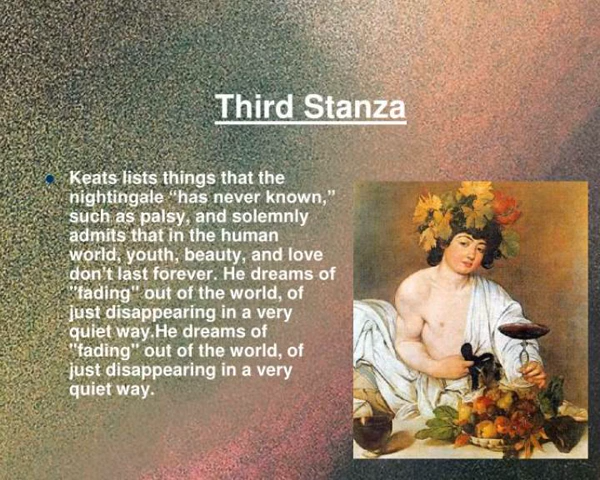 Third Stanza
Keats lists things that the
nightingale “has never known,”
such as palsy, and solemnly
admits that in the human
world, youth, beauty, and love
don't last forever. He dreams of
"fading" out of the world, of
just disappearing in a very
quiet way.He dreams of
"fading" out of the world, of
just disappearing in a very
quiet way.